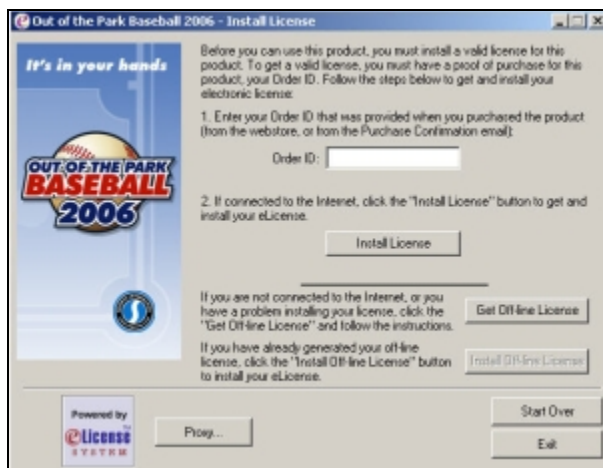 Out of the Park Baseball 2006 - Install License
It's in your hands
OUT OF THE PARK
BASEBALL
2006
Before you can use this product, you must install a valid license for this
product. To get a valid license, you must have a proof of purchase for this
product, your Order ID. Follow the steps below to get and install your
electronic license:
1. Enter your Order ID that was provided when you purchased the product
(from the webstore, or from the Purchase Confirmation email):
Order ID:
2. If connected to the Internet, click the "Install License" button to get and
install your eLicense.
Install License
If you are not connected to the Internet, or you
have a problem installing your license, click the
"Get Off-line License" and follow the instructions.
Get Off-line License
If you have already generated your off-line
license, click the "Install Off-line License" button
to install your eLicense.
Install Off-line License
Powered by
eLicense
SYSTEM
Proxy...
Start Over
Exit